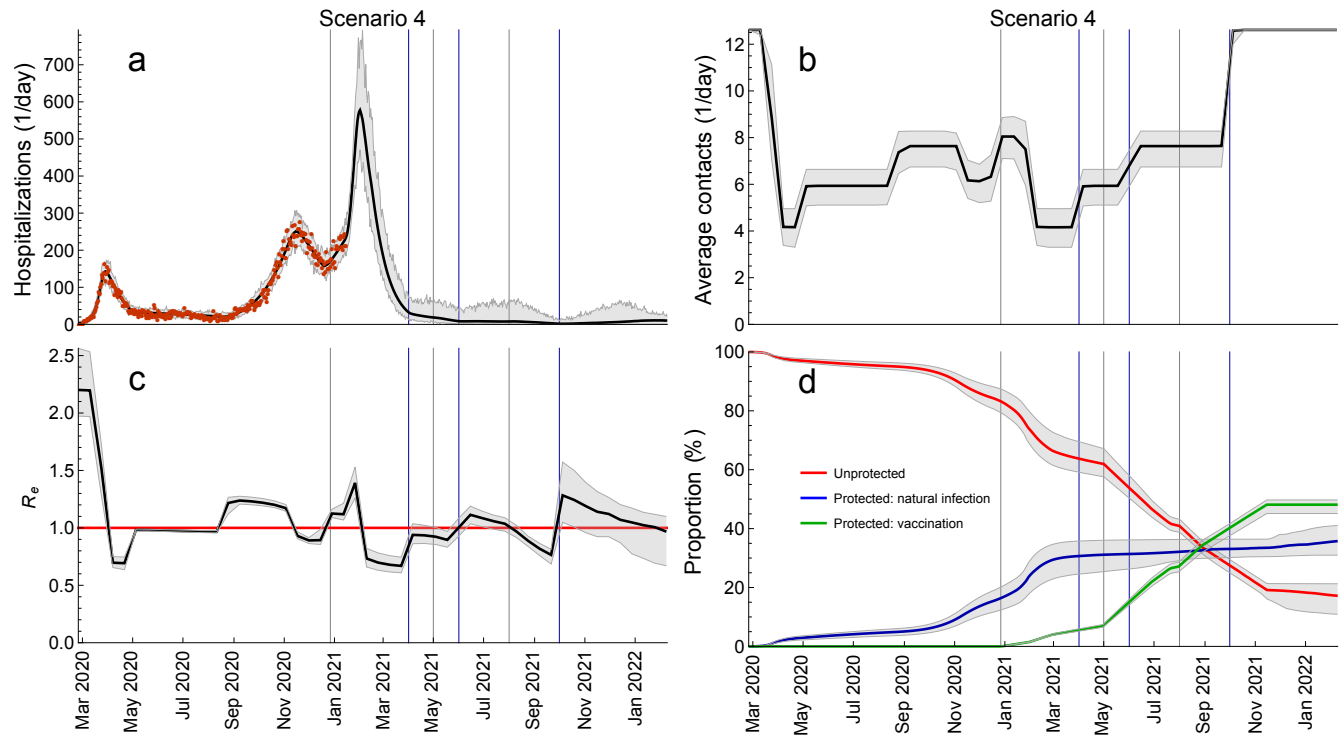 Scenario 4
Scenario 4
a
Hospitalizations (1/day)
700
600
500
400
300
200
100
0
b
Average contacts (1/day)
12
10
8
6
4
2
0
c
R_e
2.5
2.0
1.5
1.0
0.5
0.0
Mar 2020
May 2020
Jul 2020
Sep 2020
Nov 2020
Jan 2021
Mar 2021
May 2021
Jul 2021
Sep 2021
Nov 2021
Jan 2022
d
Proportion (%)
100
80
60
40
20
0
Unprotected
Protected: natural infection
Protected: vaccination
Mar 2020
May 2020
Jul 2020
Sep 2020
Nov 2020
Jan 2021
Mar 2021
May 2021
Jul 2021
Sep 2021
Nov 2021
Jan 2022